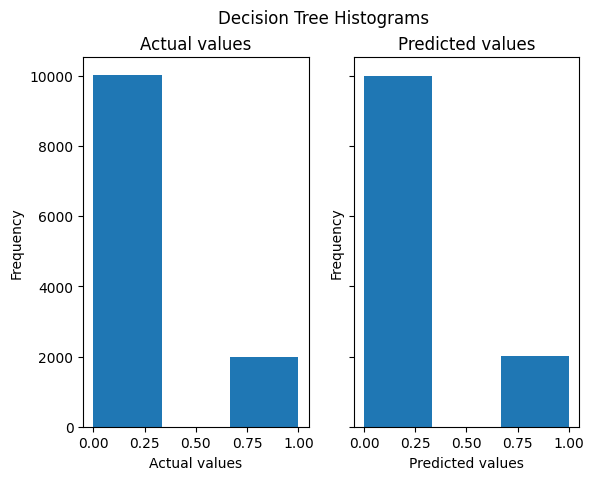 Decision Tree Histograms
Actual values
Predicted values
10000
8000
6000
4000
2000
0
Frequency
Frequency
0.00 0.25 0.50 0.75 1.00
0.00 0.25 0.50 0.75 1.00
Actual values
Predicted values